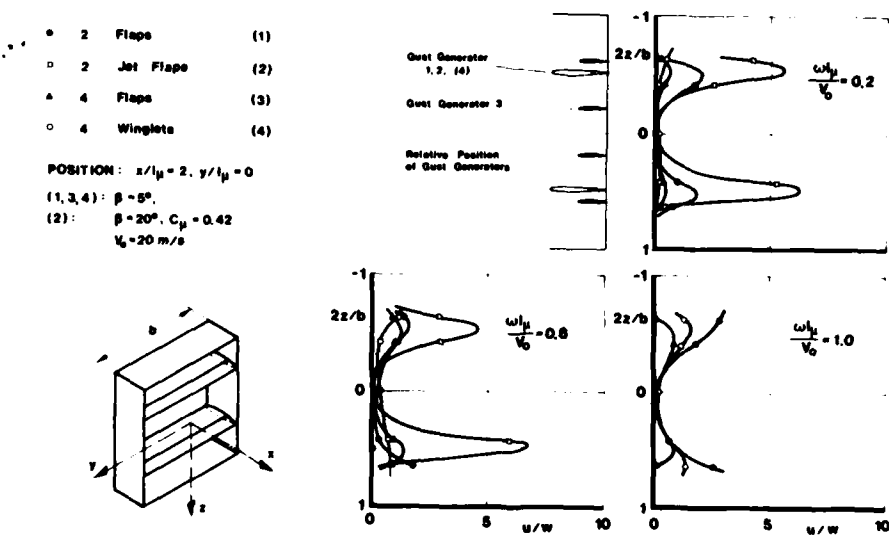 2 Flaps (1)
2 Jet Flaps (2)
4 Flaps (3)
4 Winglets (4)
POSITION: x/lμ = 2, y/lμ = 0
(1, 3, 4): β = 5°,
(2): β = 20°, Cμ = 0.42
V₀ = 20 m/s
Gust Generator
1, 2, (4)
Gust Generator 3
Relative Position
of Gust Generators
-1
2z/b
0
1
0
5
10
ωlμ/V₀ = 0,2
b
x
y
z
-1
2z/b
0
1
0
5
10
u/w
ωlμ/V₀ = 0.6
-1
2z/b
0
1
0
5
10
u/w
ωlμ/V₀ = 1.0